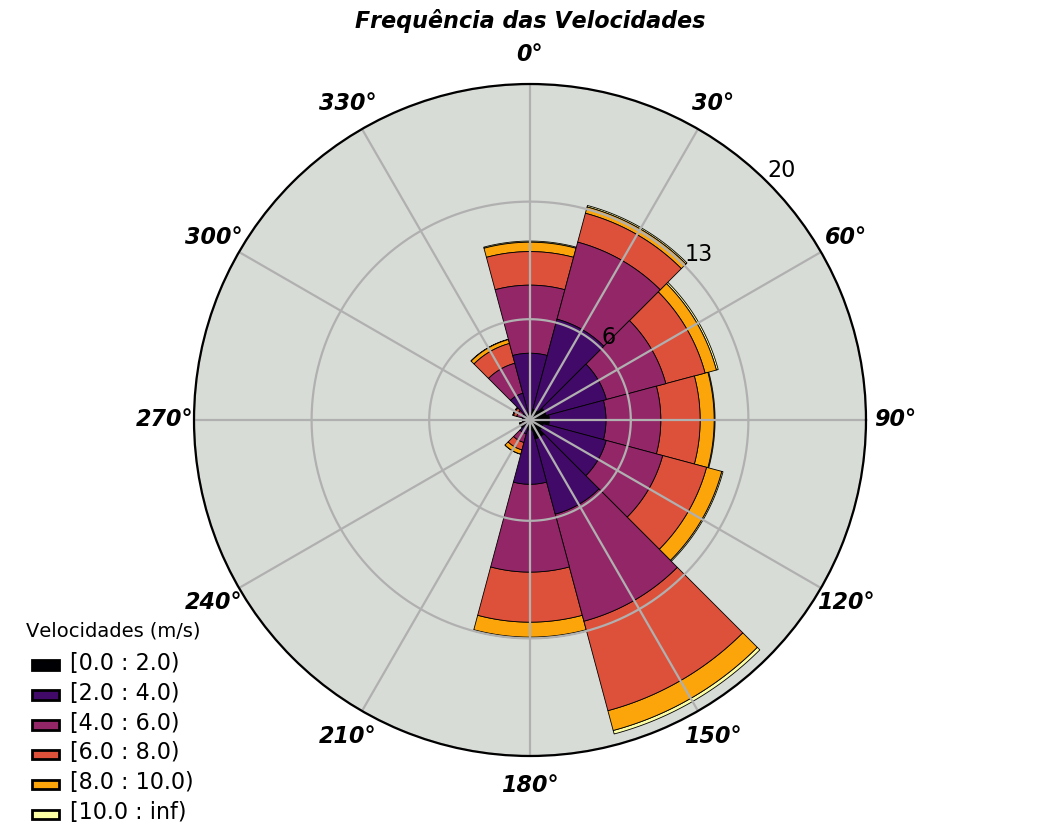 Frequência das Velocidades
0°
330°
30°
20
300°
60°
13
6
270°
90°
240°
120°
210°
150°
180°
Velocidades (m/s)
[0.0 : 2.0)
[2.0 : 4.0)
[4.0 : 6.0)
[6.0 : 8.0)
[8.0 : 10.0)
[10.0 : inf)